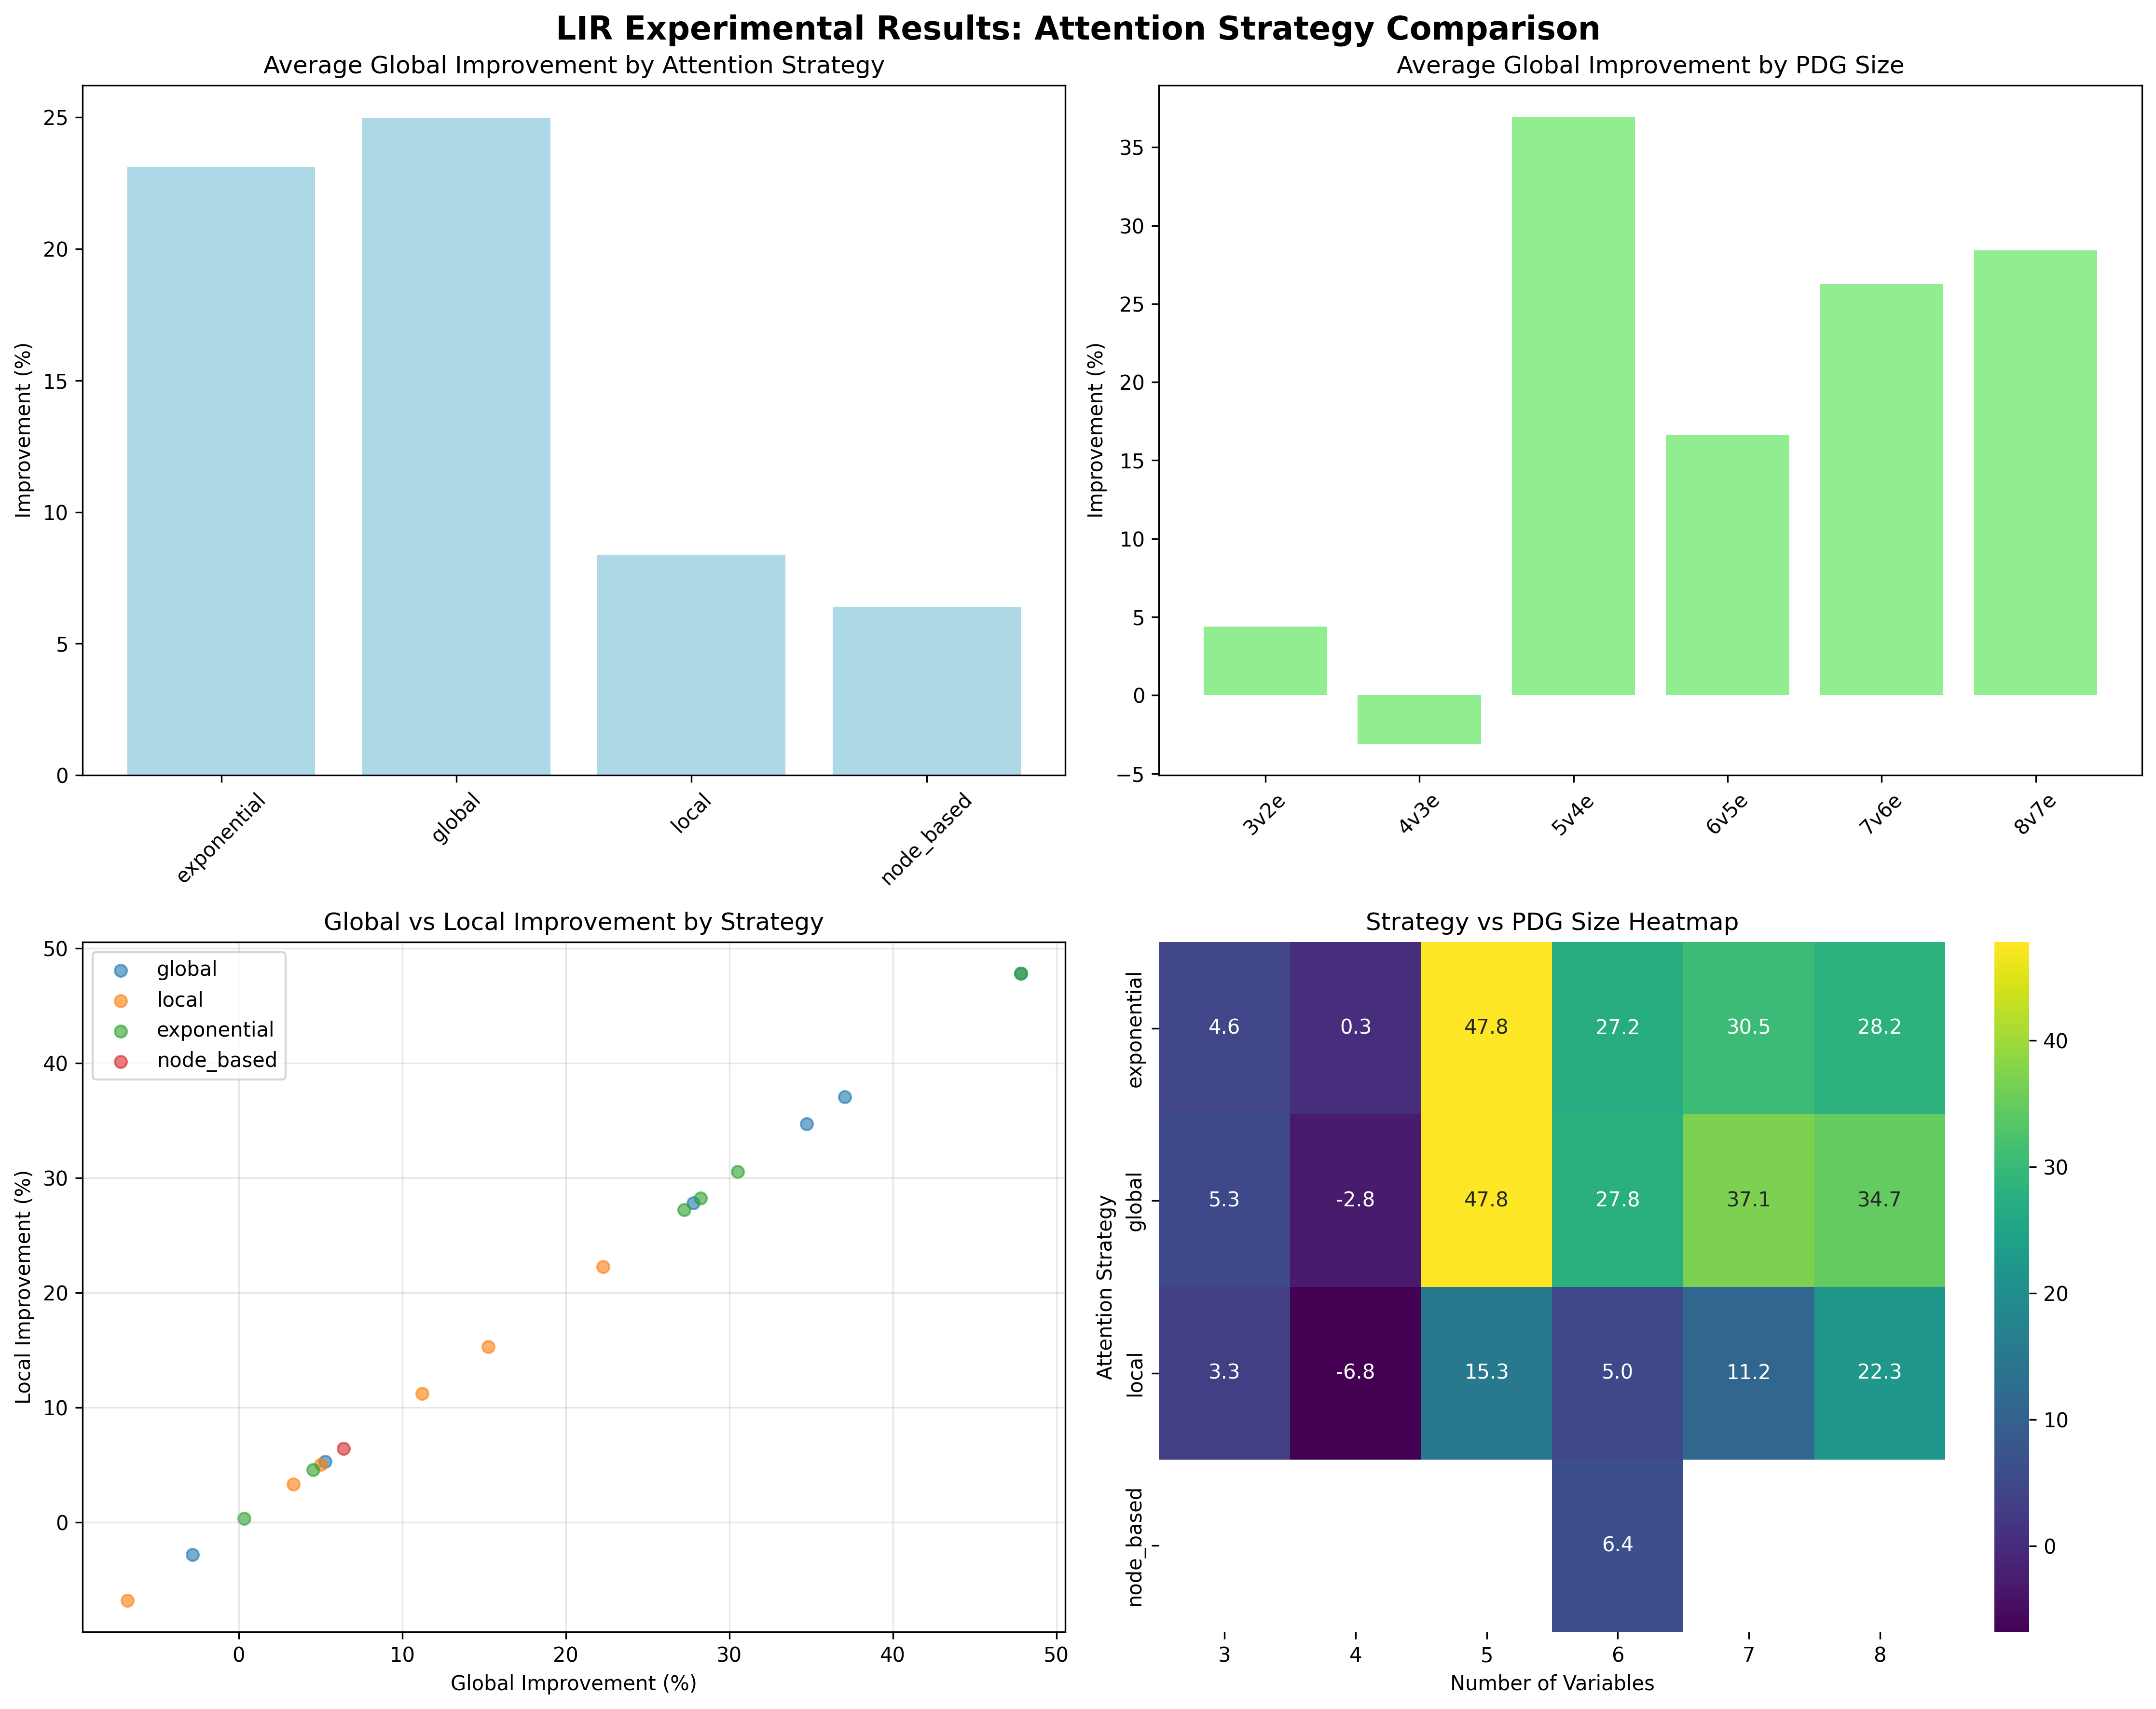 LIR Experimental Results: Attention Strategy Comparison
Average Global Improvement by Attention Strategy
Improvement (%)
25
20
15
10
5
0
exponential
global
local
node_based
Average Global Improvement by PDG Size
Improvement (%)
35
30
25
20
15
10
5
0
−5
3v2e
4v3e
5v4e
6v5e
7v6e
8v7e
Global vs Local Improvement by Strategy
global
local
exponential
node_based
Local Improvement (%)
50
40
30
20
10
0
0 10 20 30 40 50
Global Improvement (%)
Strategy vs PDG Size Heatmap
Attention Strategy
exponential
4.6 0.3 47.8 27.2 30.5 28.2
global
5.3 -2.8 47.8 27.8 37.1 34.7
local
3.3 -6.8 15.3 5.0 11.2 22.3
node_based
6.4
3 4 5 6 7 8
Number of Variables
40
30
20
10
0